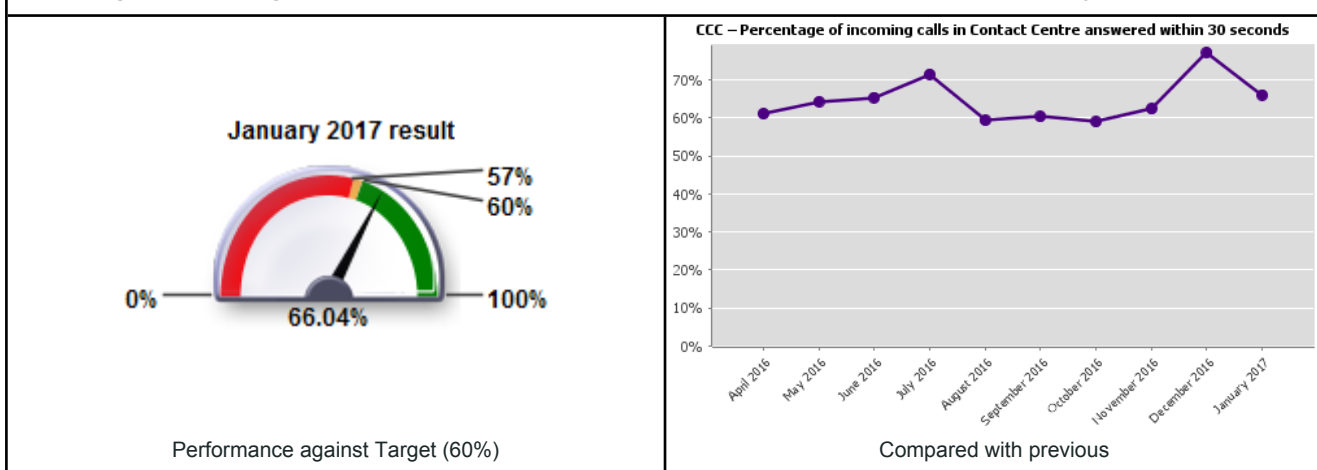 January 2017 result
57%
60%
0%
100%
66.04%
Performance against Target (60%)
CCC – Percentage of incoming calls in Contact Centre answered within 30 seconds
70%
60%
50%
40%
30%
20%
10%
0%
April 2016
May 2016
June 2016
July 2016
August 2016
September 2016
October 2016
November 2016
December 2016
January 2017
Compared with previous